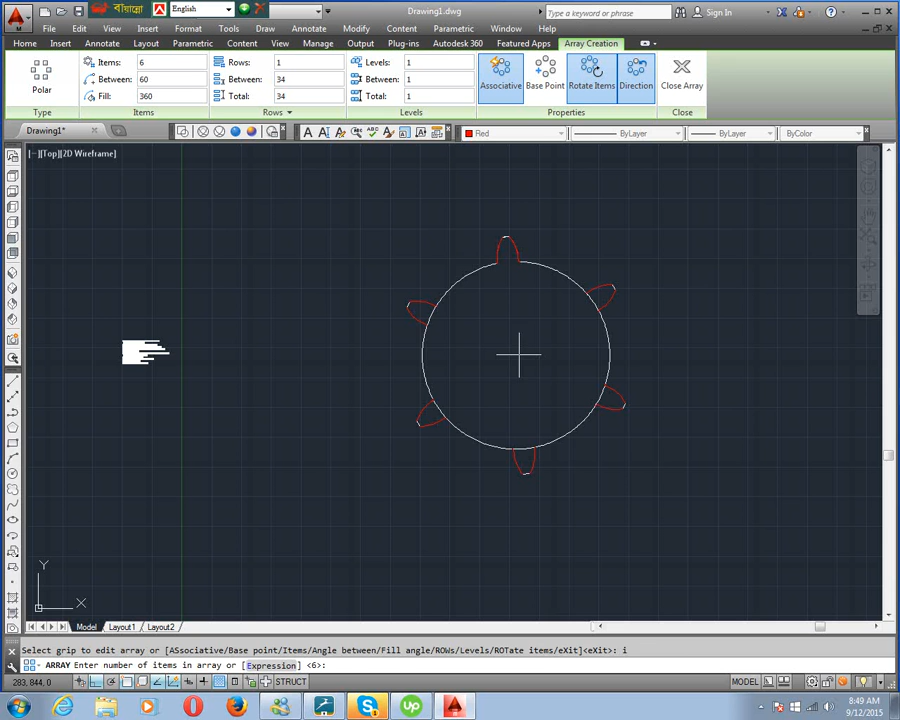 বায়ান্নো English Drawing1.dwg Type a keyword or phrase Sign In
File Edit View Insert Format Tools Draw Dimension Modify Parametric Window Help
Home Insert Annotate Layout Parametric Content View Manage Output Plug-ins Autodesk 360 Featured Apps Array Creation
Items: 6 Rows: 1 Levels: 1
Polar Between: 60 Between: 34 Between: 1 Associative Base Point Rotate Items Direction Close Array
Fill: 360 Total: 34 Total: 1
Type Items Rows Levels Properties Close
Drawing1* Red ByLayer ByLayer ByColor
[−][Top][2D Wireframe]
Y
X
Model Layout1 Layout2
Select grip to edit array or [ASsociative/Base point/Items/Angle between/Fill angle/ROWs/Levels/ROTate items/eXit]<eXit>: i
ARRAY Enter number of items in array or [Expression] <6>:
283, 844, 0 STRUCT MODEL
8:49 AM
9/12/2015